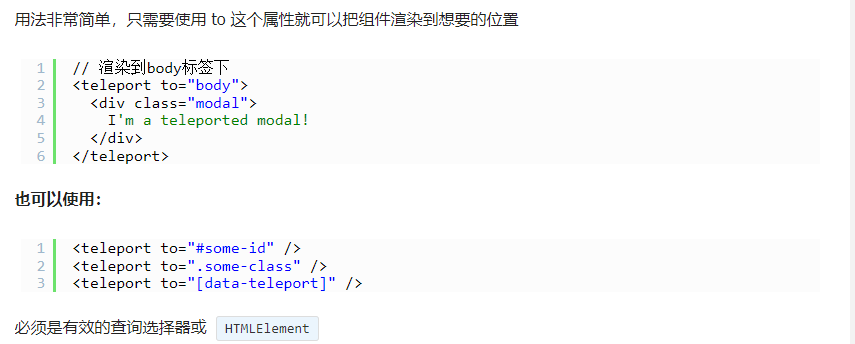 用法非常简单，只需要使用 to 这个属性就可以把组件渲染到想要的位置
1 // 渲染到body标签下
2 <teleport to="body">
3   <div class="modal">
4     I'm a teleported modal!
5   </div>
6 </teleport>
也可以使用：
1 <teleport to="#some-id" />
2 <teleport to=".some-class" />
3 <teleport to="[data-teleport]" />
必须是有效的查询选择器或 HTMLElement